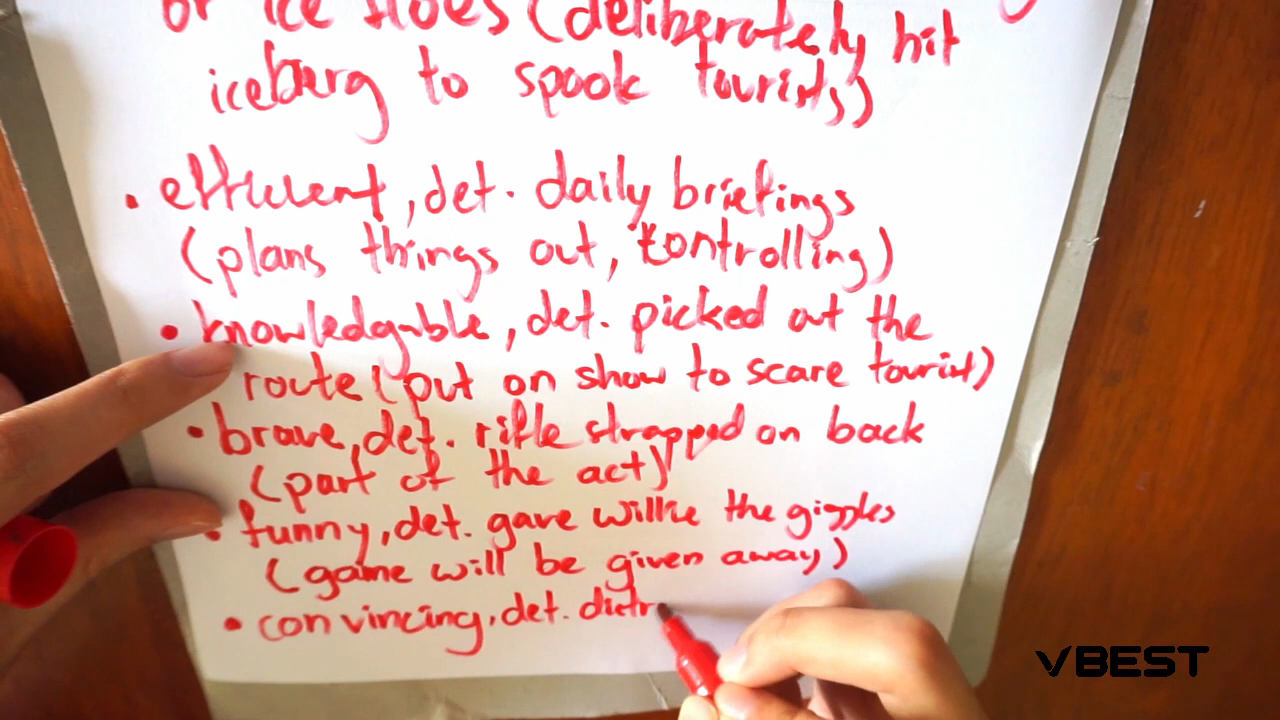 or ice floes (deliberately hit
iceberg to spook tourists)
• efficient, det. daily briefings
(plans things out, controlling)
• knowledgable, det. picked out the
route (put on show to scare tourist)
• brave, det. rifle strapped on back
(part of the act)
• funny, det. gave willie the giggles
(game will be given away)
• convincing, det. distr
VBEST